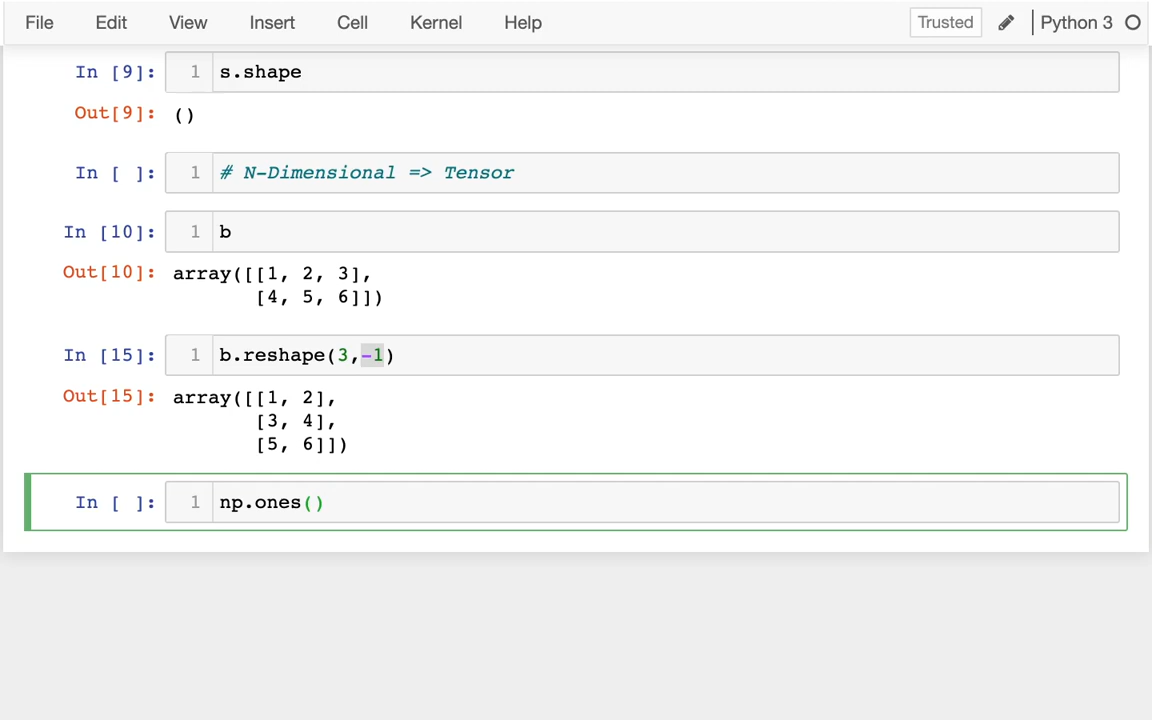 File Edit View Insert Cell Kernel Help Trusted Python 3
In [9]: 1 s.shape
Out[9]: ()
In [ ]: 1 # N-Dimensional => Tensor
In [10]: 1 b
Out[10]: array([[1, 2, 3],
[4, 5, 6]])
In [15]: 1 b.reshape(3,-1)
Out[15]: array([[1, 2],
[3, 4],
[5, 6]])
In [ ]: 1 np.ones()